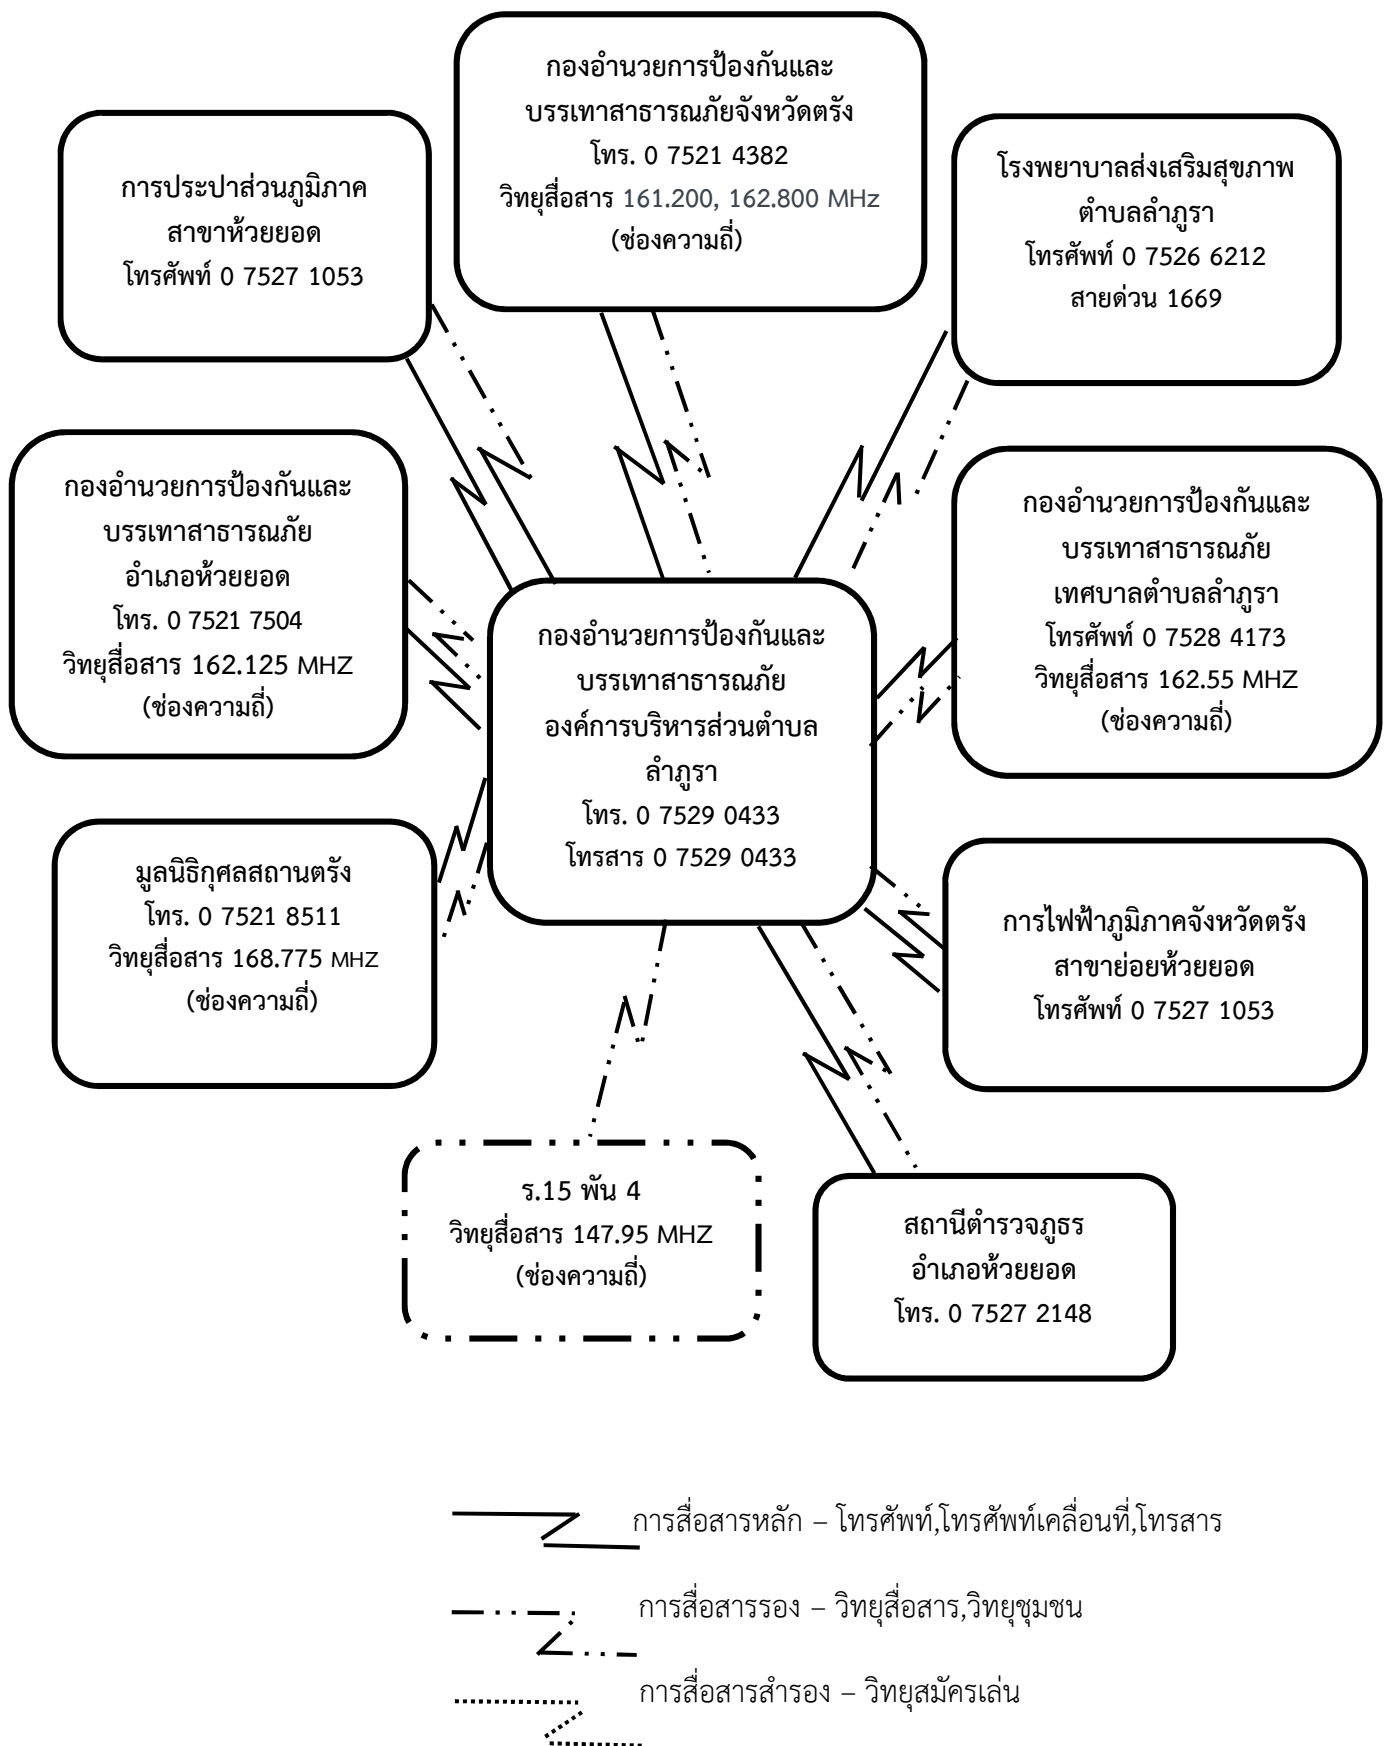 กองอำนวยการป้องกันและ
บรรเทาสาธารณภัยจังหวัดตรัง
โทร. 0 7521 4382
วิทยุสื่อสาร 161.200, 162.800 MHz
(ช่องความถี่)
การประปาส่วนภูมิภาค
สาขาห้วยยอด
โทรศัพท์ 0 7527 1053
โรงพยาบาลส่งเสริมสุขภาพ
ตำบลลำภูรา
โทรศัพท์ 0 7526 6212
สายด่วน 1669
กองอำนวยการป้องกันและ
บรรเทาสาธารณภัย
อำเภอห้วยยอด
โทร. 0 7521 7504
วิทยุสื่อสาร 162.125 MHZ
(ช่องความถี่)
กองอำนวยการป้องกันและ
บรรเทาสาธารณภัย
องค์การบริหารส่วนตำบล
ลำภูรา
โทร. 0 7529 0433
โทรสาร 0 7529 0433
กองอำนวยการป้องกันและ
บรรเทาสาธารณภัย
เทศบาลตำบลลำภูรา
โทรศัพท์ 0 7528 4173
วิทยุสื่อสาร 162.55 MHZ
(ช่องความถี่)
มูลนิธิกุศลสถานตรัง
โทร. 0 7521 8511
วิทยุสื่อสาร 168.775 MHZ
(ช่องความถี่)
การไฟฟ้าภูมิภาคจังหวัดตรัง
สาขาย่อยห้วยยอด
โทรศัพท์ 0 7527 1053
ร.15 พัน 4
วิทยุสื่อสาร 147.95 MHZ
(ช่องความถี่)
สถานีตำรวจภูธร
อำเภอห้วยยอด
โทร. 0 7527 2148
การสื่อสารหลัก – โทรศัพท์,โทรศัพท์เคลื่อนที่,โทรสาร
การสื่อสารรอง – วิทยุสื่อสาร,วิทยุชุมชน
การสื่อสารสำรอง – วิทยุสมัครเล่น